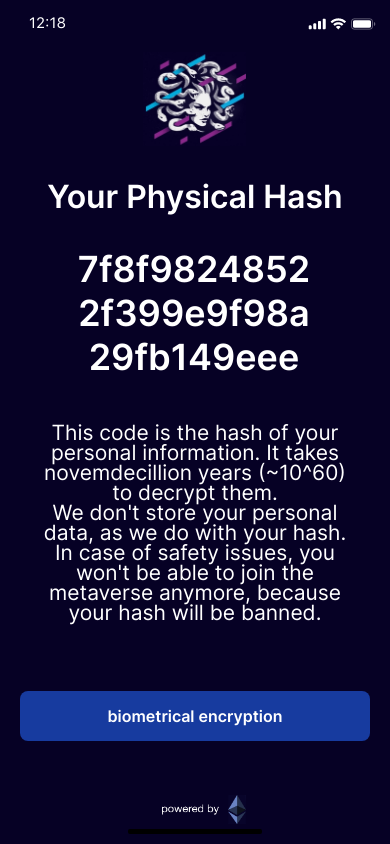 12:18
Your Physical Hash
7f8f9824852
2f399e9f98a
29fb149eee
This code is the hash of your
personal information. It takes
novemdecillion years (~10^60)
to decrypt them.
We don't store your personal
data, as we do with your hash.
In case of safety issues, you
won't be able to join the
metaverse anymore, because
your hash will be banned.
biometrical encryption
powered by